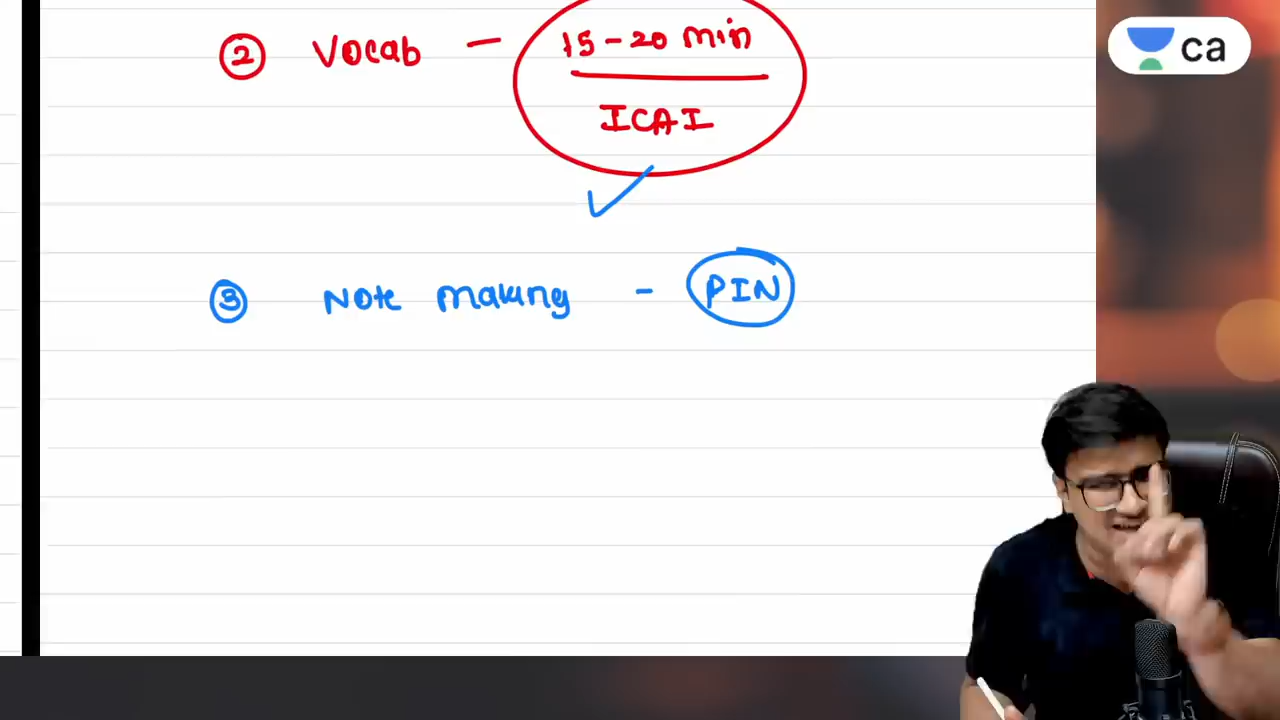 ② Vocab - 15-20 min
ICAI
③ Note making - PIN
ca